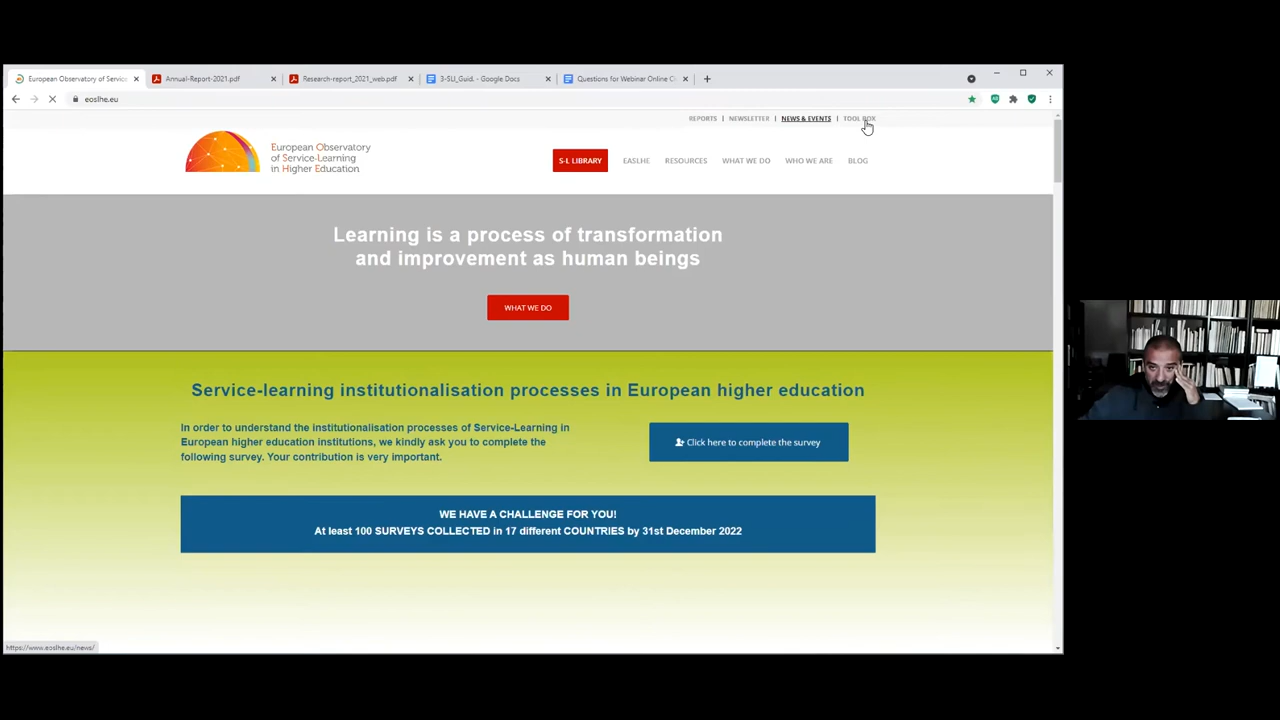 European Observatory of Service
Annual-Report-2021.pdf
Research-report_2021_web.pdf
3-SLI_Guid. - Google Docs
Questions for Webinar Online C
eoslhe.eu
REPORTS | NEWSLETTER | NEWS & EVENTS | TOOL BOX
European Observatory
of Service-Learning
in Higher Education
S-L LIBRARY EASLHE RESOURCES WHAT WE DO WHO WE ARE BLOG
Learning is a process of transformation
and improvement as human beings
WHAT WE DO
Service-learning institutionalisation processes in European higher education
In order to understand the institutionalisation processes of Service-Learning in
European higher education institutions, we kindly ask you to complete the
following survey. Your contribution is very important.
Click here to complete the survey
WE HAVE A CHALLENGE FOR YOU!
At least 100 SURVEYS COLLECTED in 17 different COUNTRIES by 31st December 2022
https://www.eoslhe.eu/news/